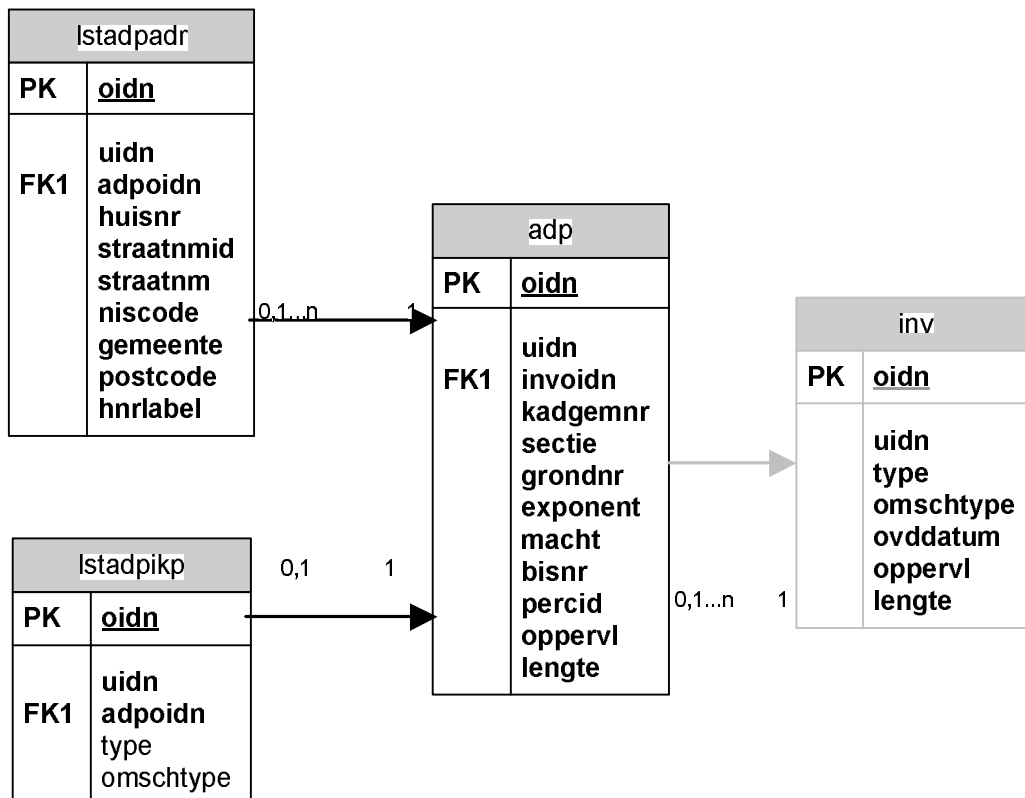 lstadpadr
PK oidn
uidn
FK1 adpoidn
huisnr
straatnmid
straatnm
niscode
gemeente
postcode
hnrlabel
0,1...n 1
adp
PK oidn
uidn
FK1 invoidn
kadgemnr
sectie
grondnr
exponent
macht
bisnr
percid
oppervl
lengte
inv
PK oidn
uidn
type
omschtype
ovddatum
oppervl
lengte
0,1...n 1
lstadpikp
PK oidn
uidn
FK1 adpoidn
type
omschtype
0,1 1